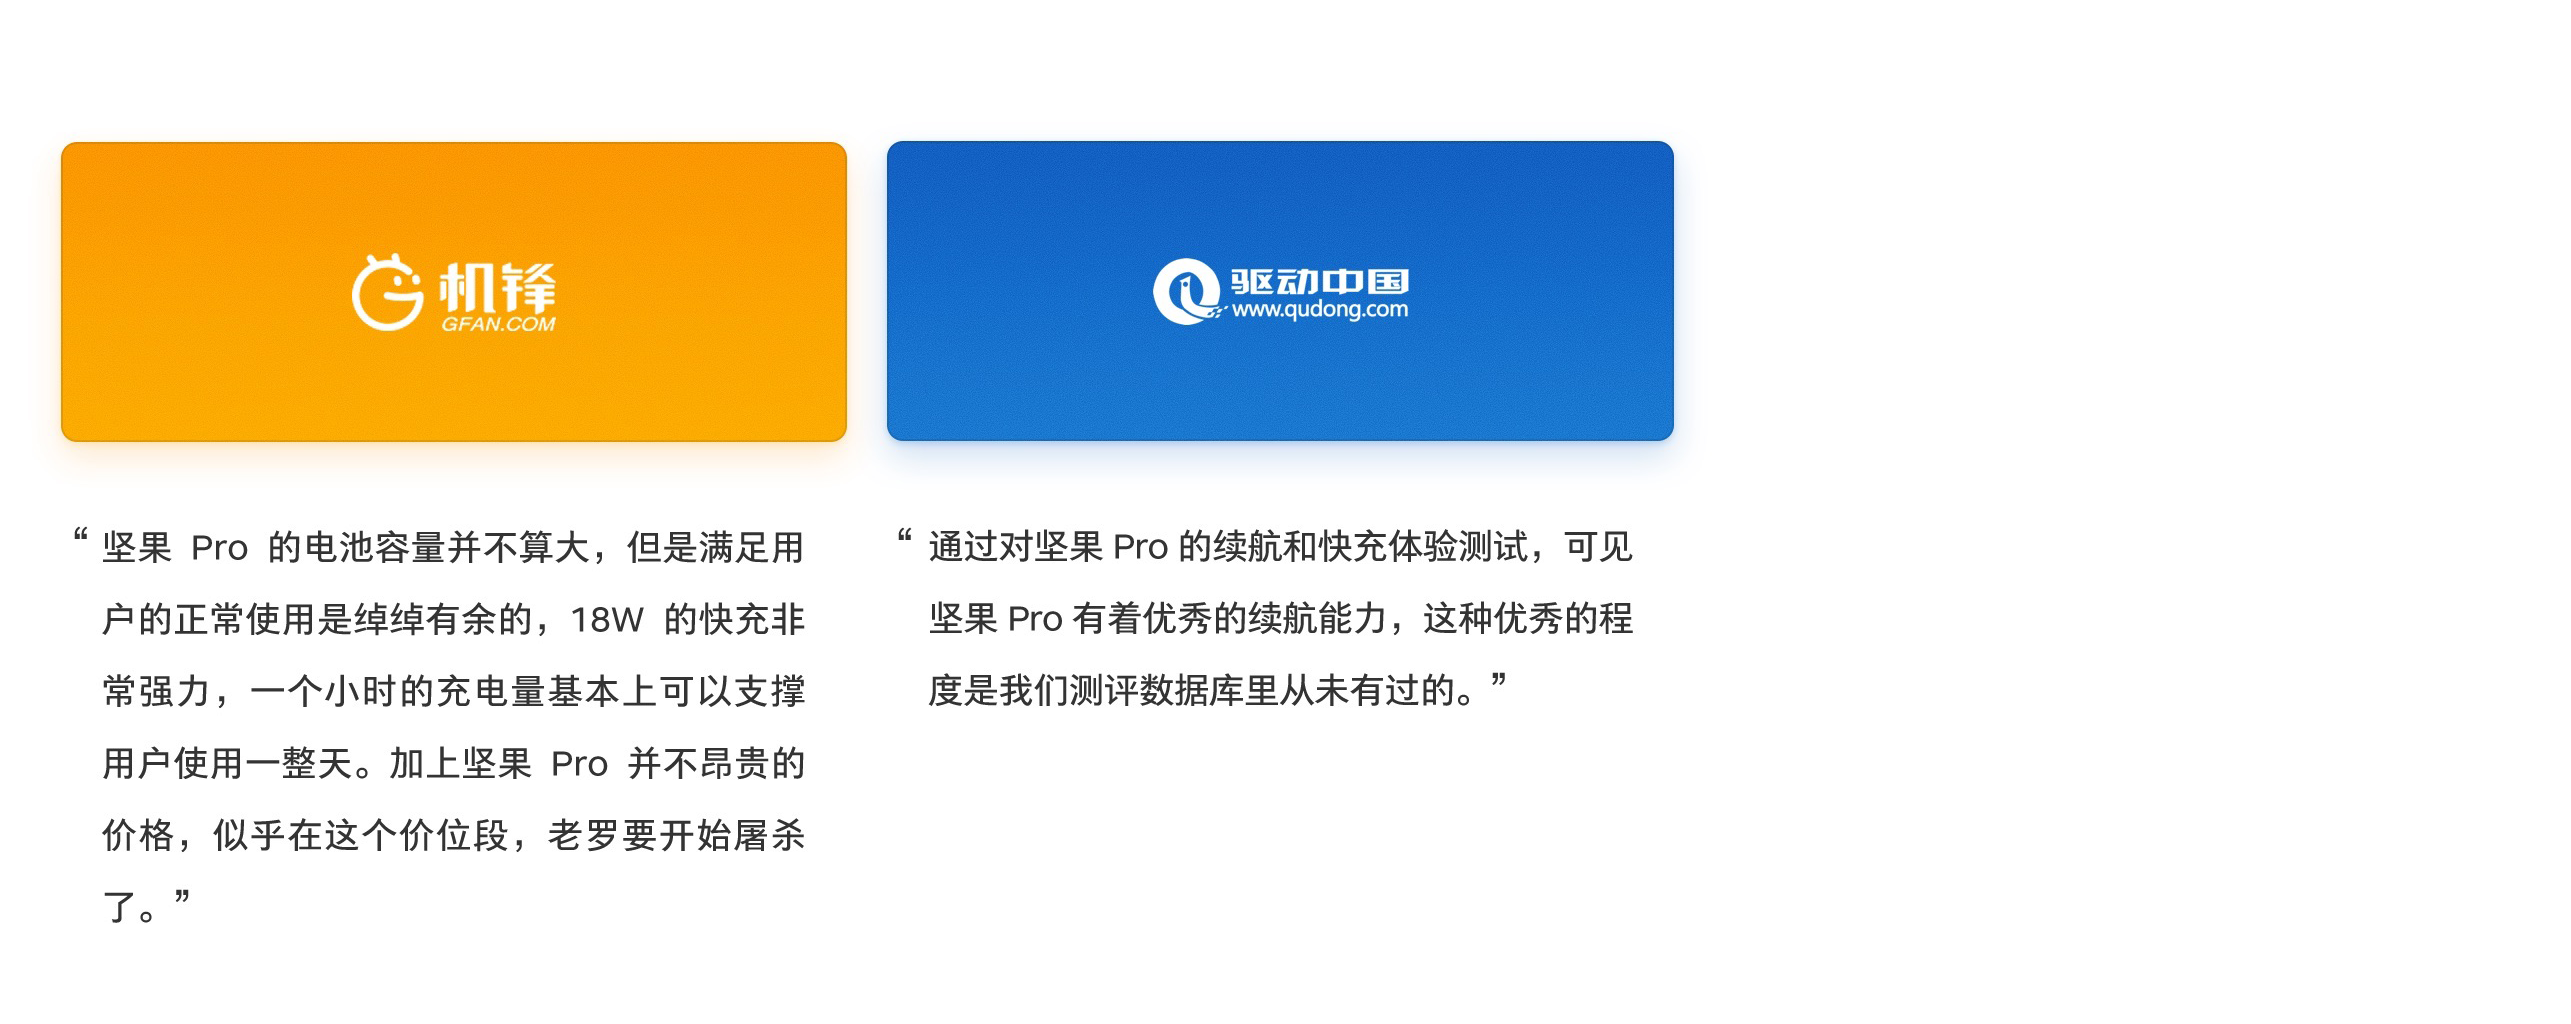 机锋
GFAN.COM
驱动中国
www.qudong.com
“坚果 Pro 的电池容量并不算大，但是满足用
户的正常使用是绰绰有余的，18W 的快充非
常强力，一个小时的充电量基本上可以支撑
用户使用一整天。加上坚果 Pro 并不昂贵的
价格，似乎在这个价位段，老罗要开始屠杀
了。”
“通过对坚果 Pro 的续航和快充体验测试，可见
坚果 Pro 有着优秀的续航能力，这种优秀的程
度是我们测评数据库里从未有过的。”